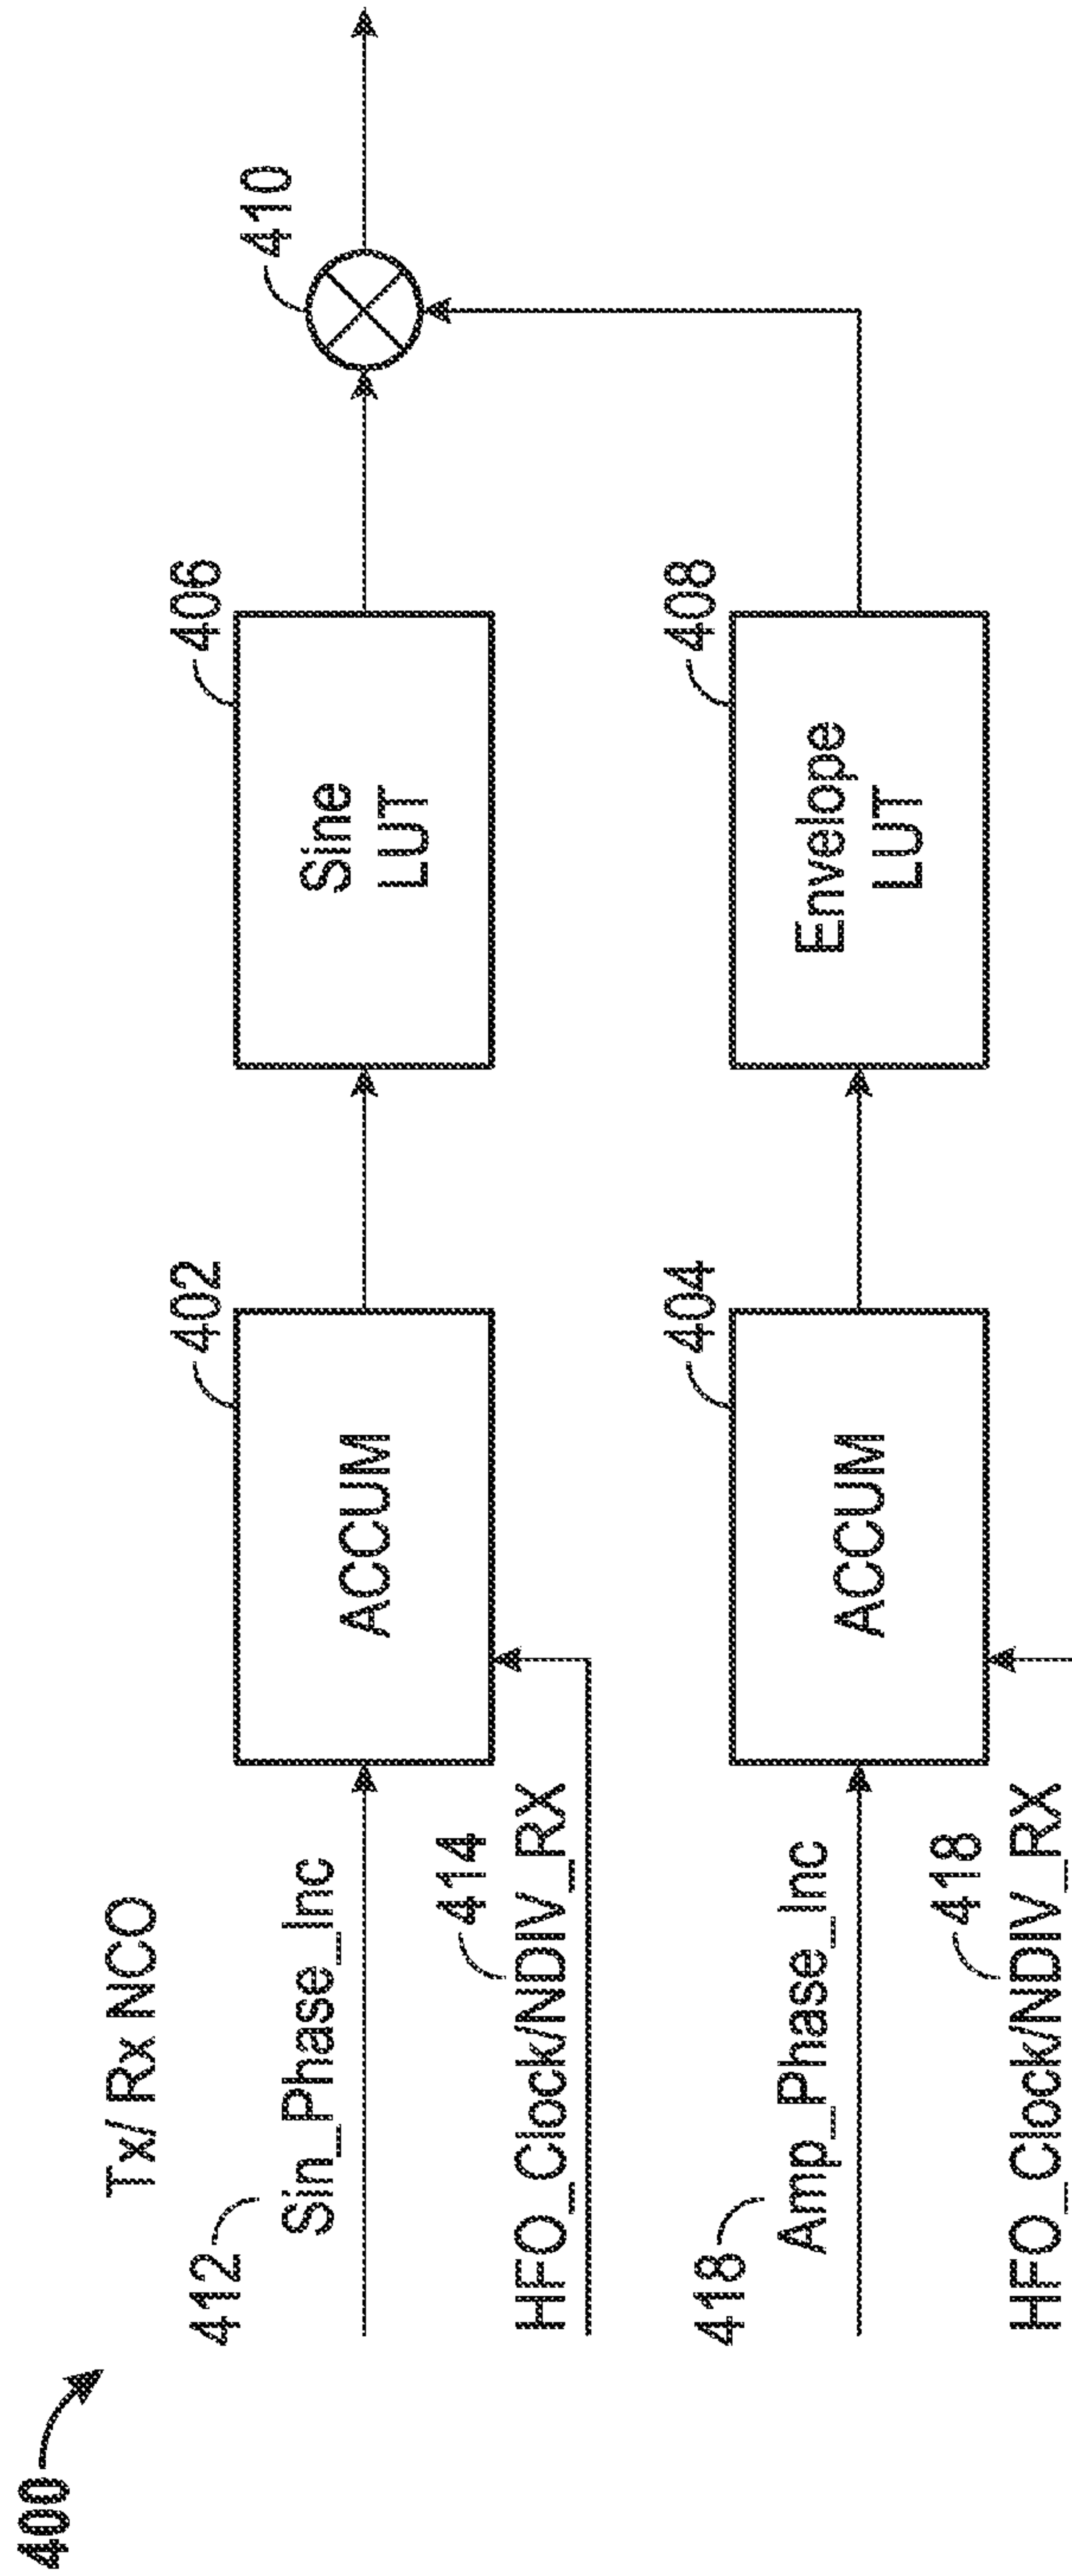 400
Tx/ Rx NCO
412
Sin_Phase_Inc
402
ACCUM
406
Sine
LUT
410
414
HFO_Clock/NDIV_RX
418
Amp_Phase_Inc
404
ACCUM
408
Envelope
LUT
418
HFO_Clock/NDIV_RX